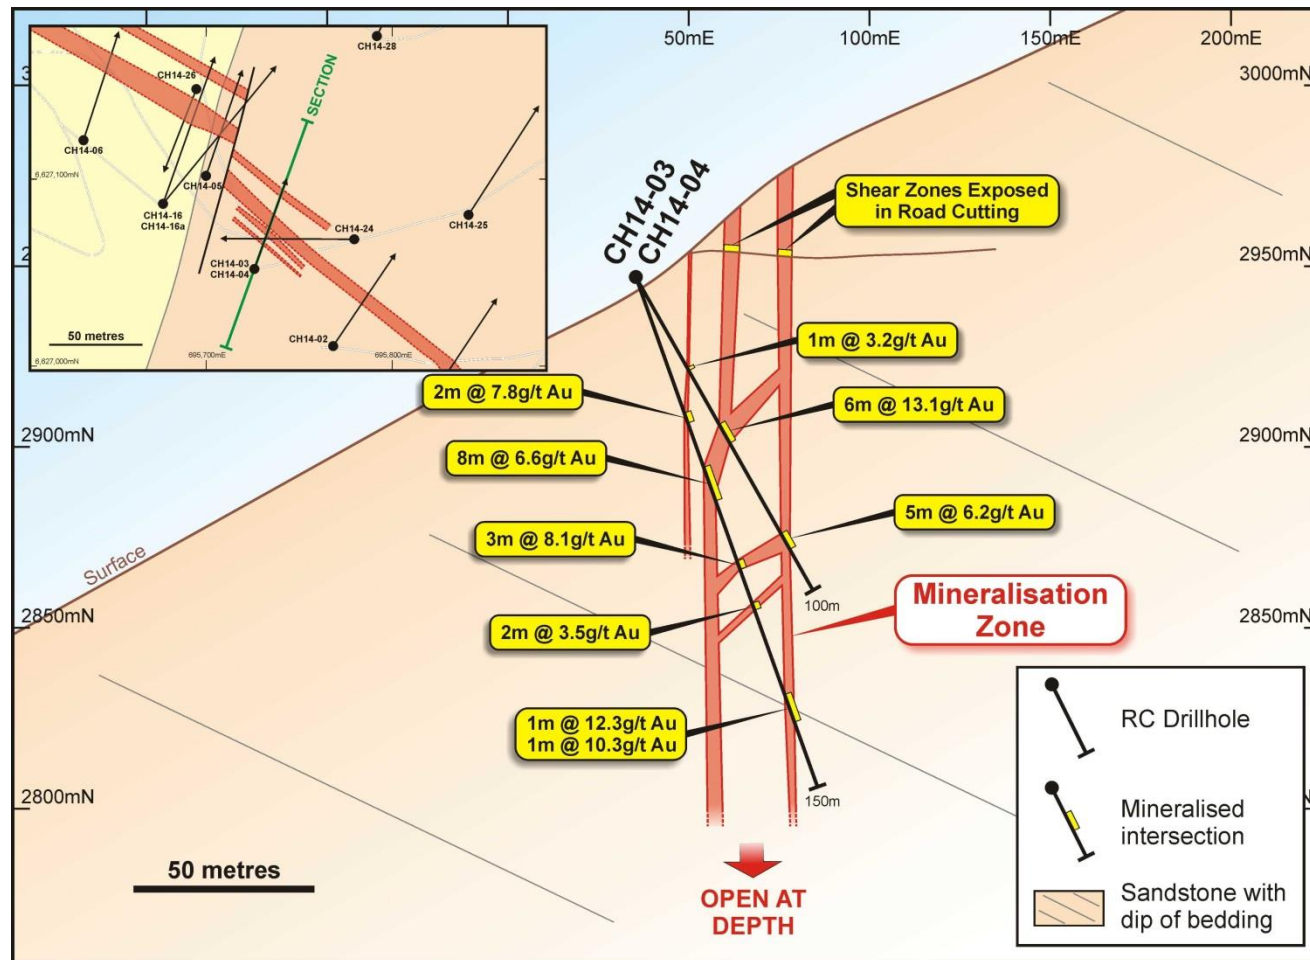 50mE
100mE
150mE
200mE
3000mN
2950mN
2900mN
2900mN
2850mN
2850mN
2800mN
CH14-28
CH14-26
SECTION
CH14-06
6,627,100mN
CH14-05
CH14-16
CH14-16a
CH14-24
CH14-25
CH14-03
CH14-04
50 metres
CH14-02
6,627,000mN
695,700mE
695,800mE
CH14-03
CH14-04
Shear Zones Exposed
in Road Cutting
1m @ 3.2g/t Au
2m @ 7.8g/t Au
6m @ 13.1g/t Au
8m @ 6.6g/t Au
5m @ 6.2g/t Au
3m @ 8.1g/t Au
Surface
100m
Mineralisation
Zone
2m @ 3.5g/t Au
1m @ 12.3g/t Au
1m @ 10.3g/t Au
150m
50 metres
OPEN AT
DEPTH
RC Drillhole
Mineralised
intersection
Sandstone with
dip of bedding